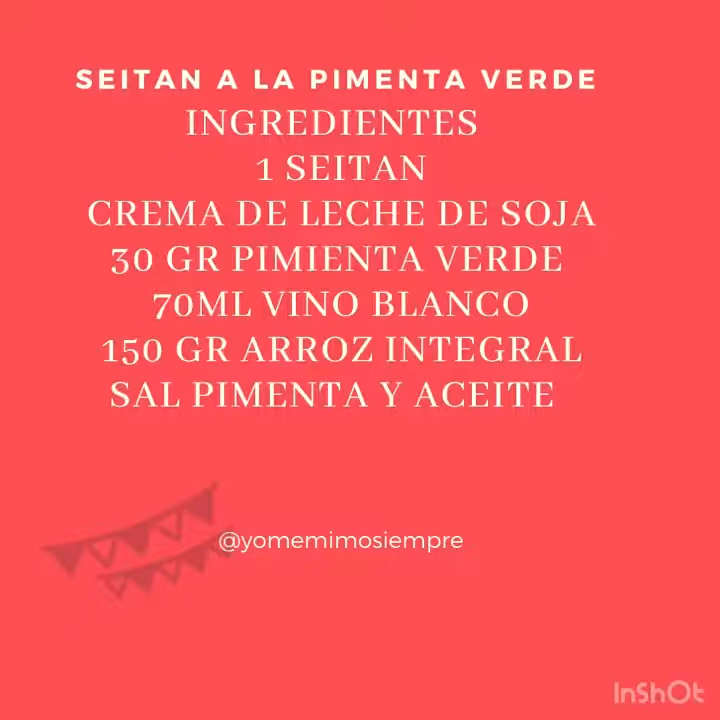 SEITAN A LA PIMENTA VERDE
INGREDIENTES
1 SEITAN
CREMA DE LECHE DE SOJA
30 GR PIMIENTA VERDE
70ML VINO BLANCO
150 GR ARROZ INTEGRAL
SAL PIMENTA Y ACEITE
@yomemimosiempre
InShOt